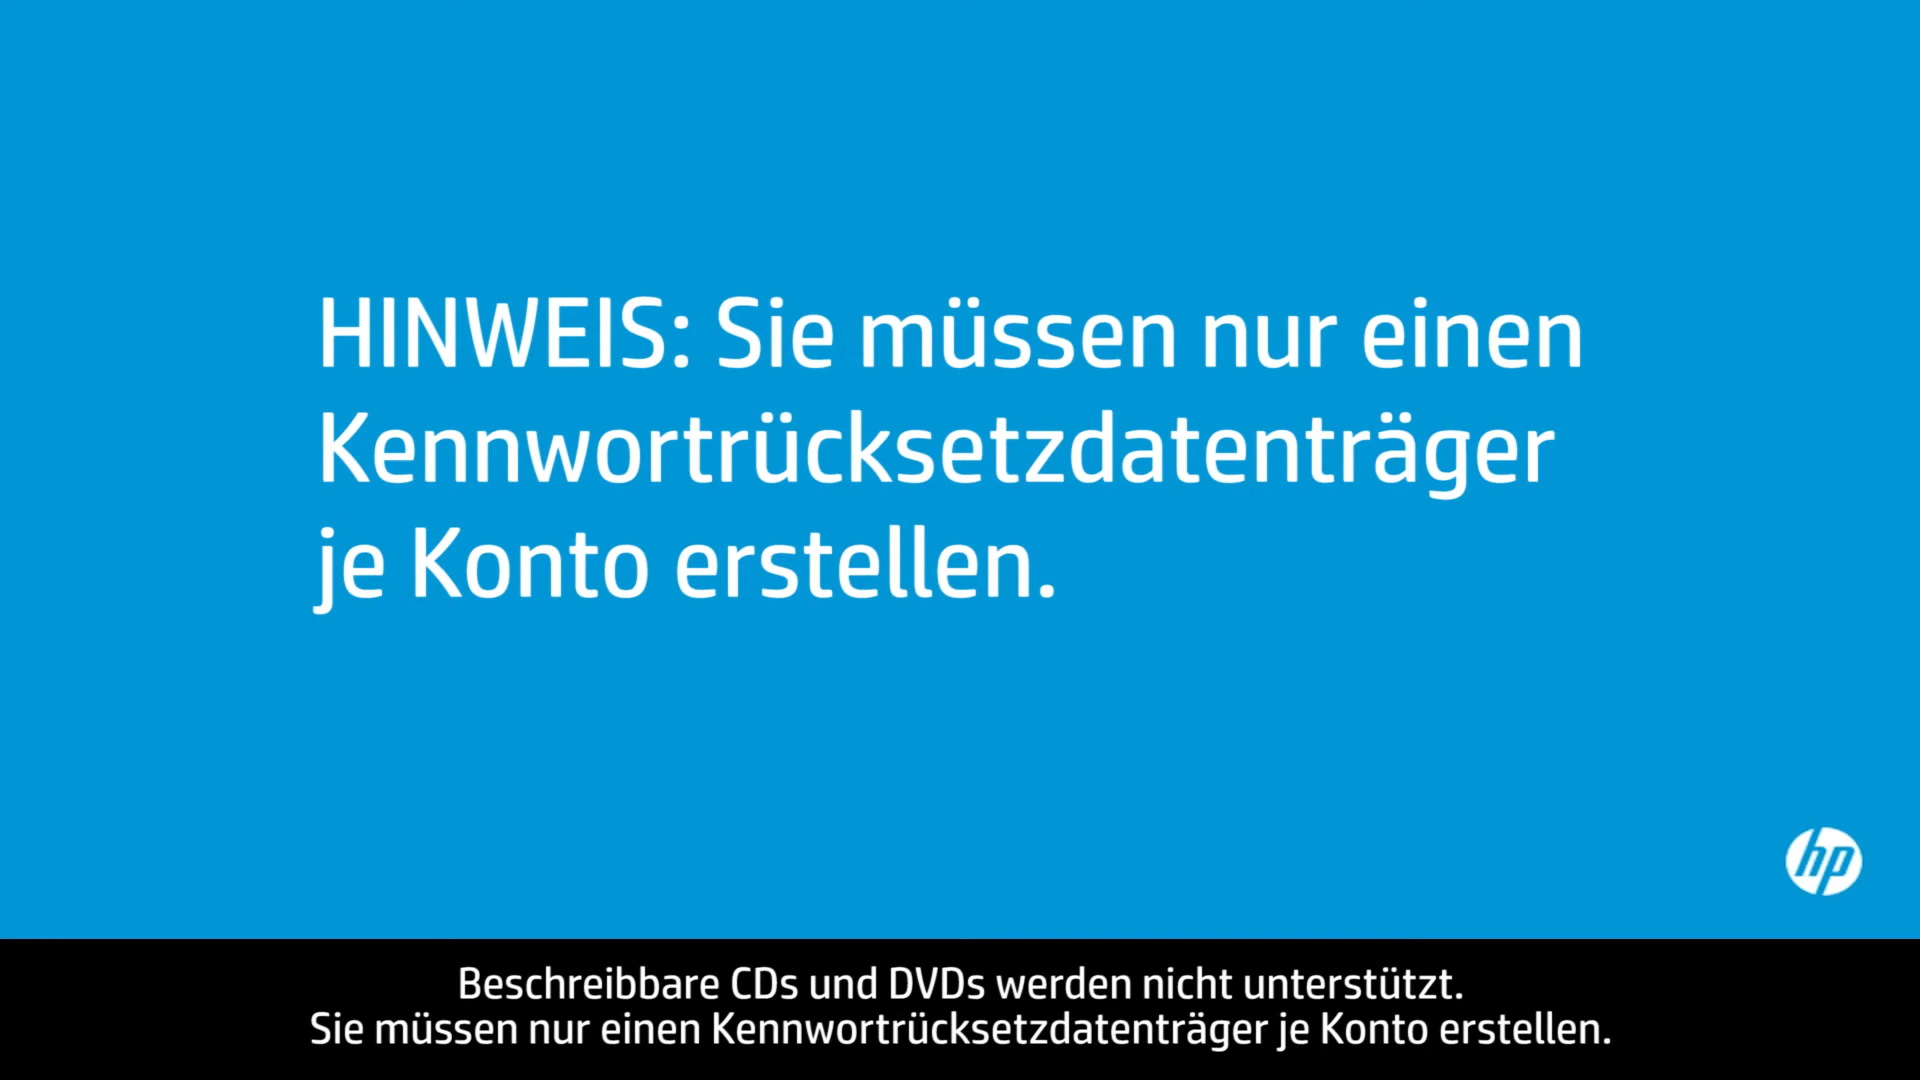 HINWEIS: Sie müssen nur einen
Kennwortrücksetzdatenträger
je Konto erstellen.
hp
Beschreibbare CDs und DVDs werden nicht unterstützt.
Sie müssen nur einen Kennwortrücksetzdatenträger je Konto erstellen.